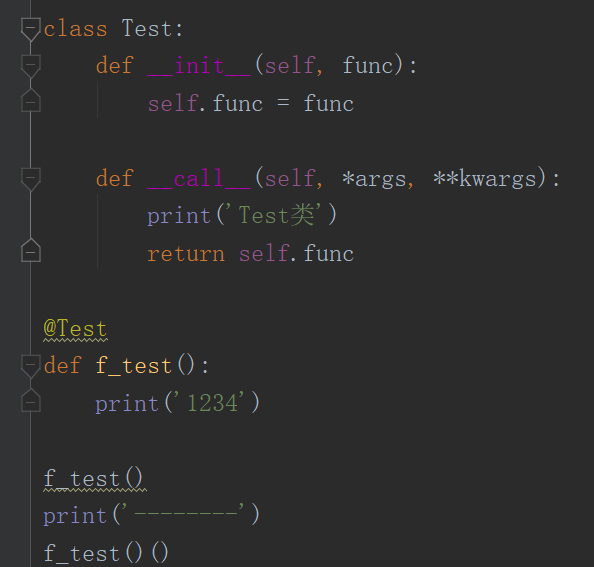 class Test:
    def __init__(self, func):
        self.func = func
    def __call__(self, *args, **kwargs):
        print('Test类')
        return self.func
@Test
def f_test():
    print('1234')
f_test()
print('--------')
f_test()()